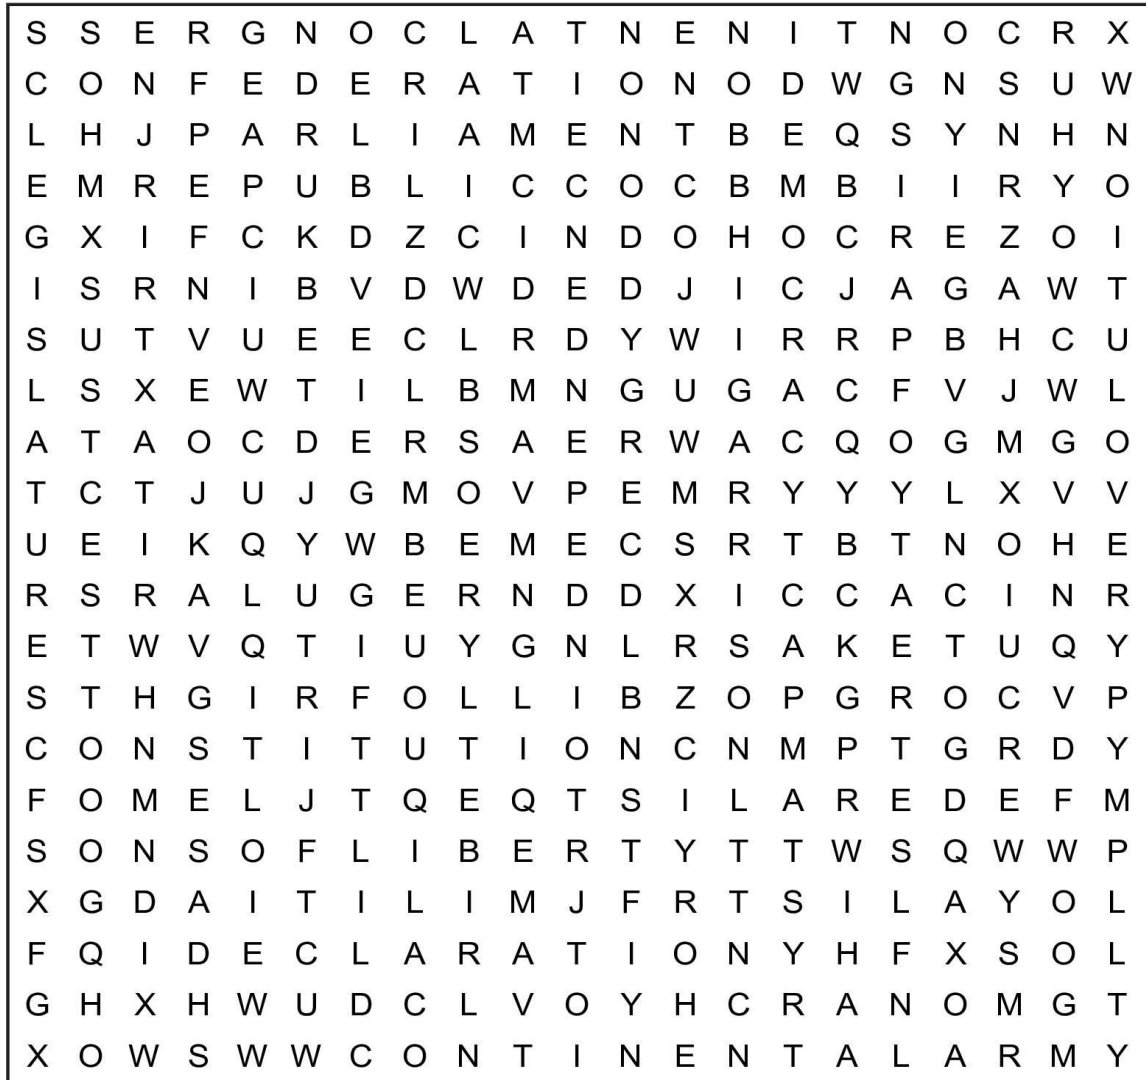 S S E R G N O C L A T N E N I T N O C R X
C O N F E D E R A T I O N O D W G N S U W
L H J P A R L I A M E N T B E Q S Y N H N
E M R E P U B L I C C O C B M B I I R Y O
G X I F C K D Z C I N D O H O C R E Z O I
I S R N I B V D W D E D J I C J A G A W T
S U T V U E E C L R D Y W I R R P B H C U
L S X E W T I L B M N G U G A C F V J W L
A T A O C D E R S A E R W A C Q O G M G O
T C T J U J G M O V P E M R Y Y Y L X V V
U E I K Q Y W B E M E C S R T B T N O H E
R S R A L U G E R N D D X I C C A C I N R
E T W V Q T I U Y G N L R S A K E T U Q Y
S T H G I R F O L L I B Z O P G R O C V P
C O N S T I T U T I O N C N M P T G R D Y
F O M E L J T Q E Q T S I L A R E D E F M
S O N S O F L I B E R T Y T T W S Q W W P
X G D A I T I L I M J F R T S I L A Y O L
F Q I D E C L A R A T I O N Y H F X S O L
G H X H W U D C L V O Y H C R A N O M G T
X O W S W W C O N T I N E N T A L A R M Y